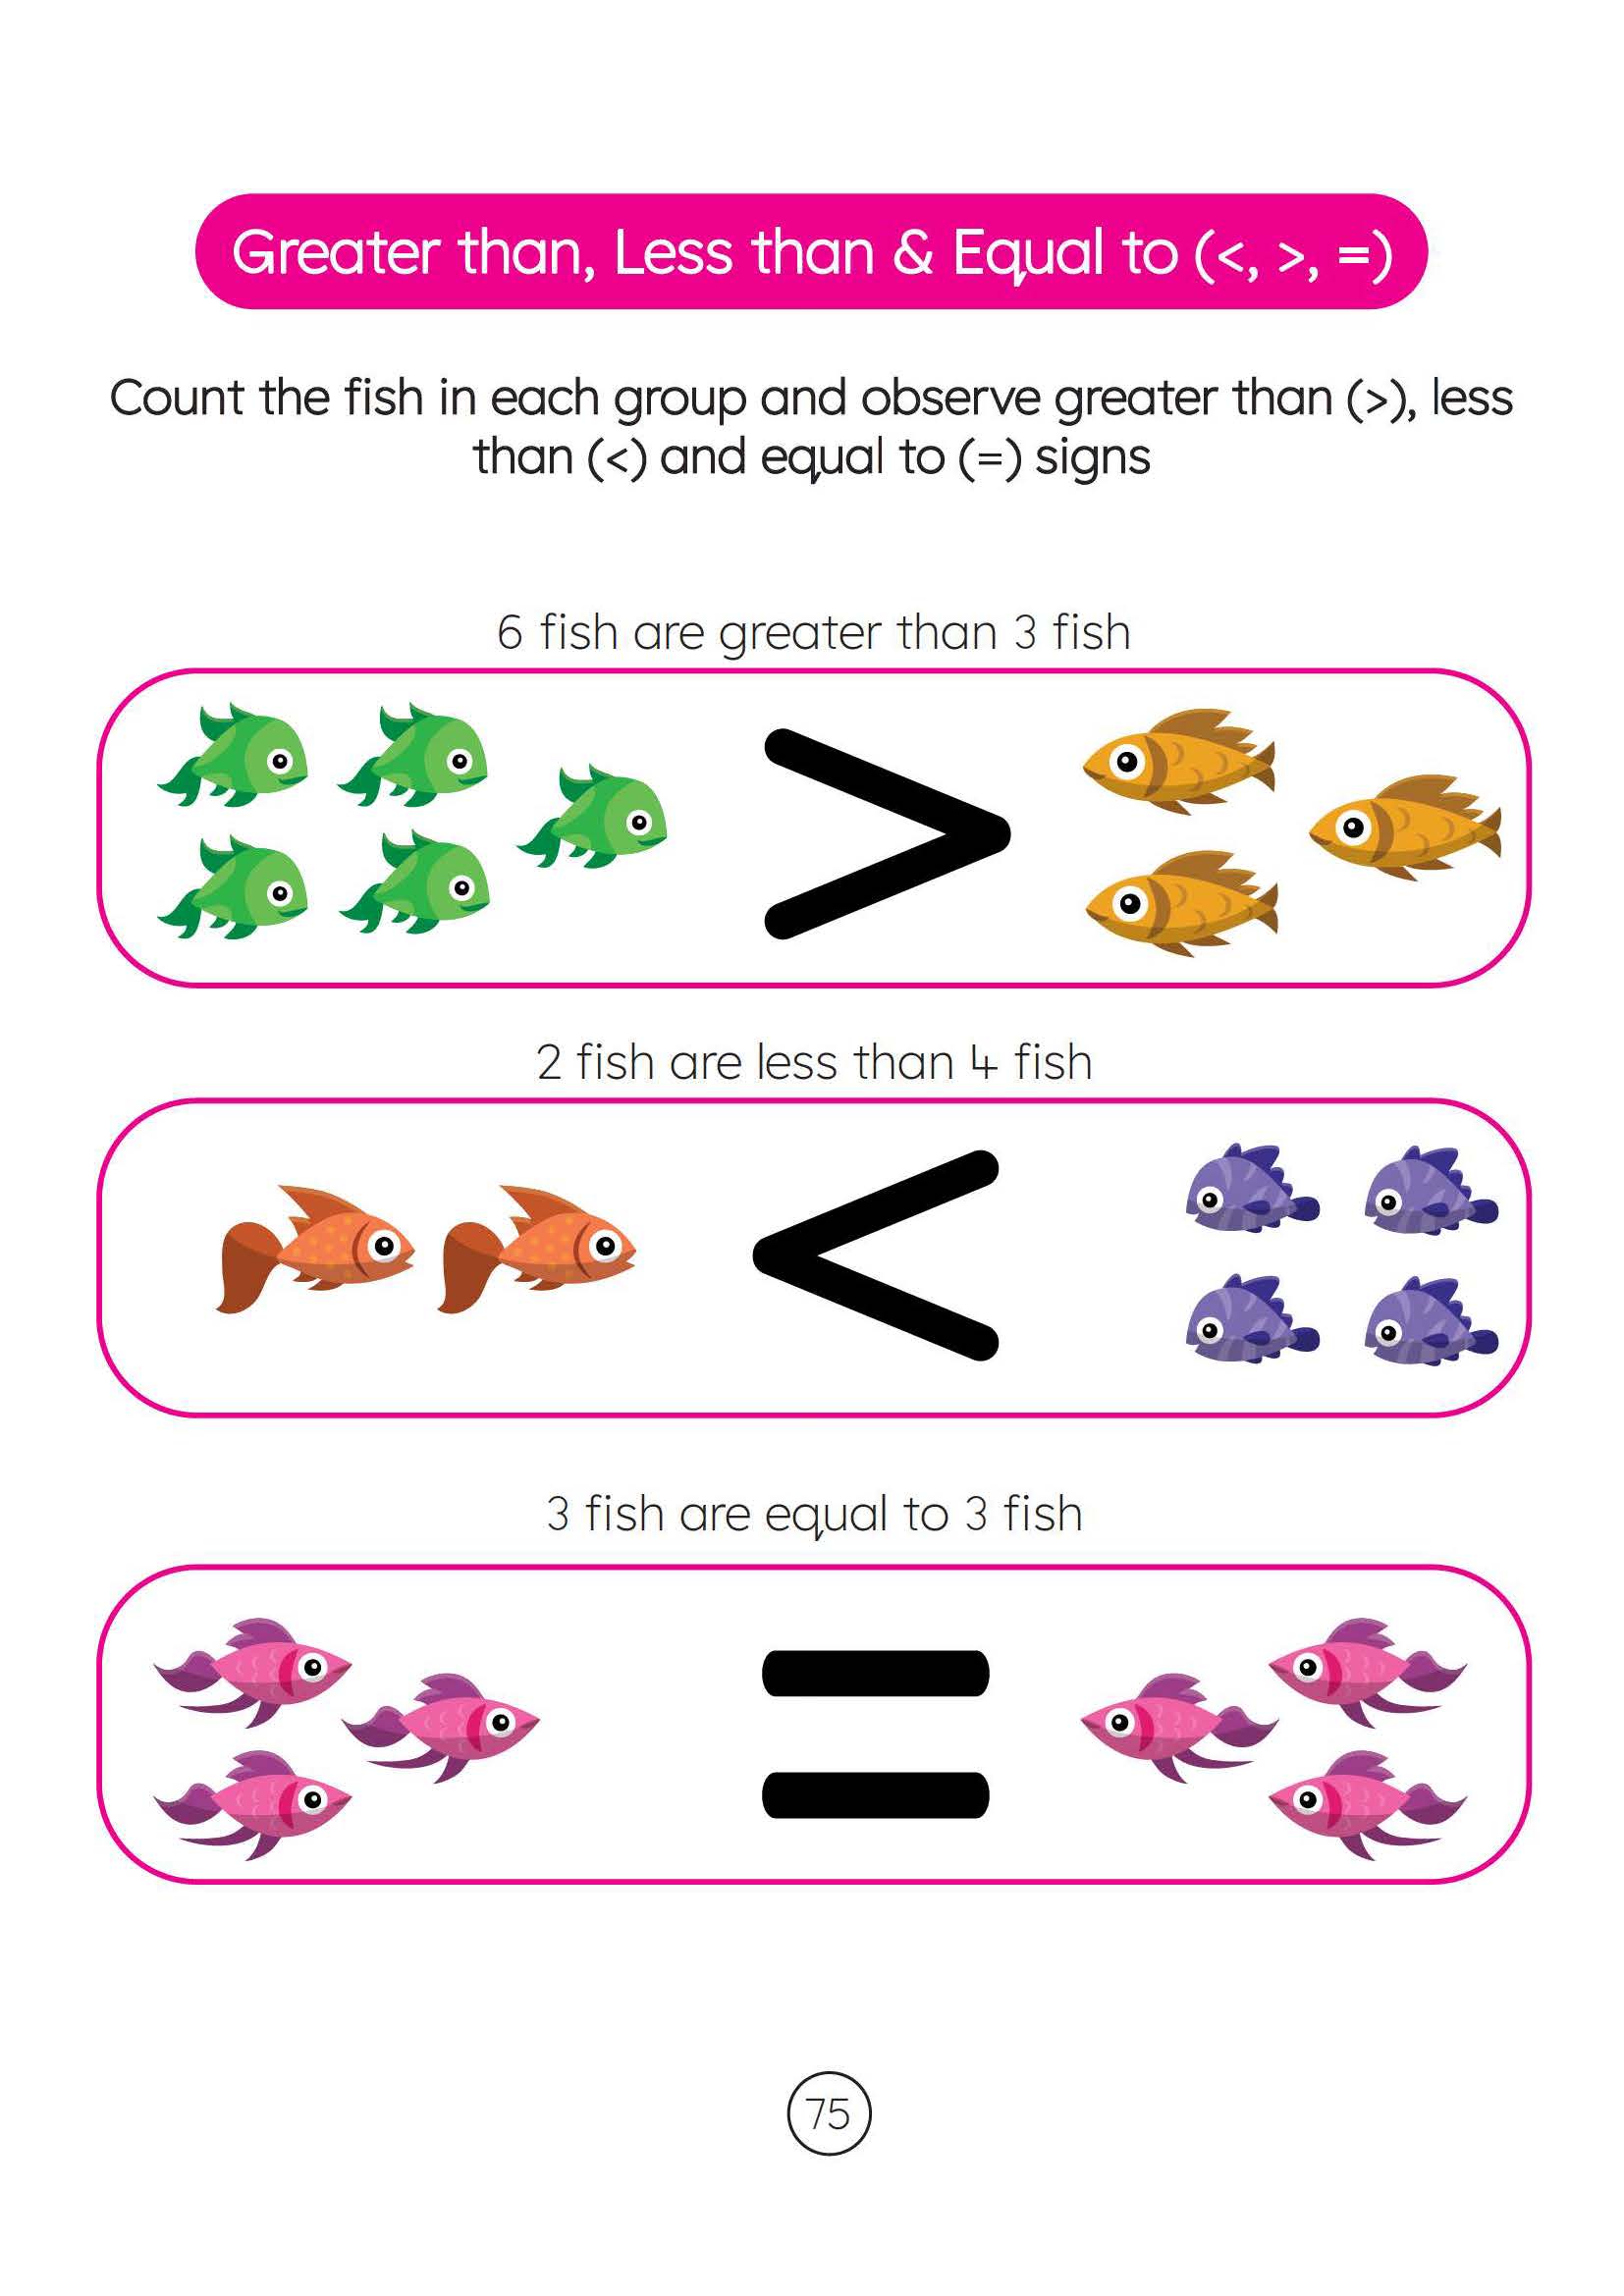 Greater than, Less than & Equal to (<, >, =)
Count the fish in each group and observe greater than (>), less
than (<) and equal to (=) signs
6 fish are greater than 3 fish
>
2 fish are less than 4 fish
<
3 fish are equal to 3 fish
=
75